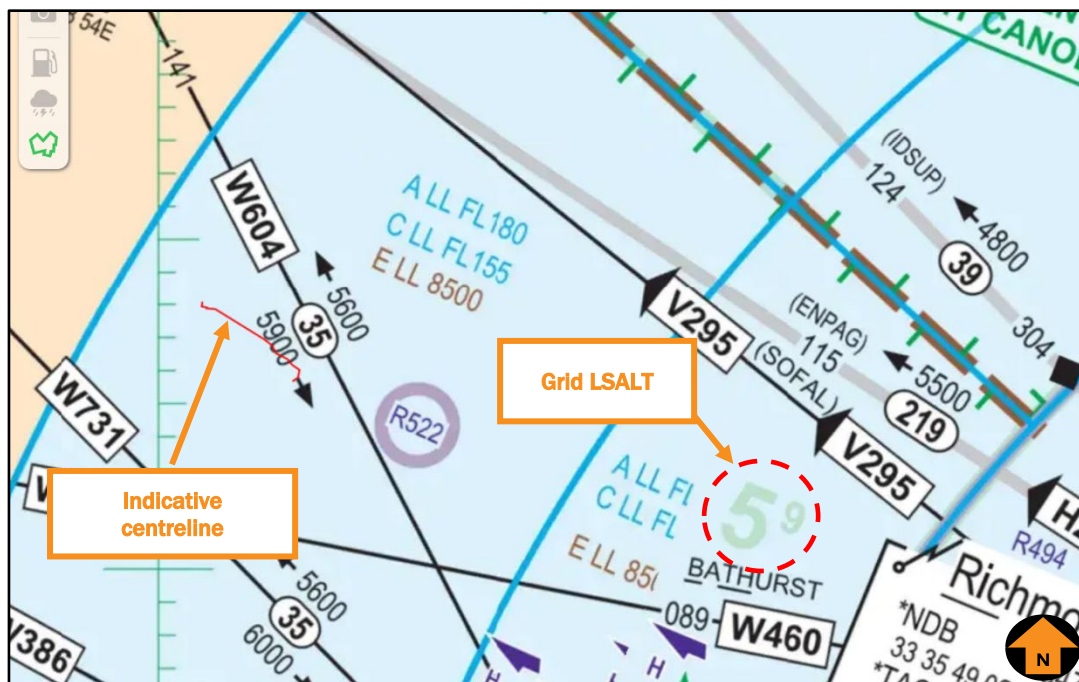 54E
141
W604
A LL FL180
C LL FL155
E LL 8500
5600
35
5900
R522
W731
Indicative
centreline
5600
35
6000
W386
(IDSUP)
124
4800
39
304
V295
(ENPAG)
115
(SOFAL)
5500
219
V295
Grid LSALT
5 9
A LL FL
C LL FL
E LL 85
BATHURST
089
W460
H
H
R494
Richmo
*NDB
33 35 49
CANO
N